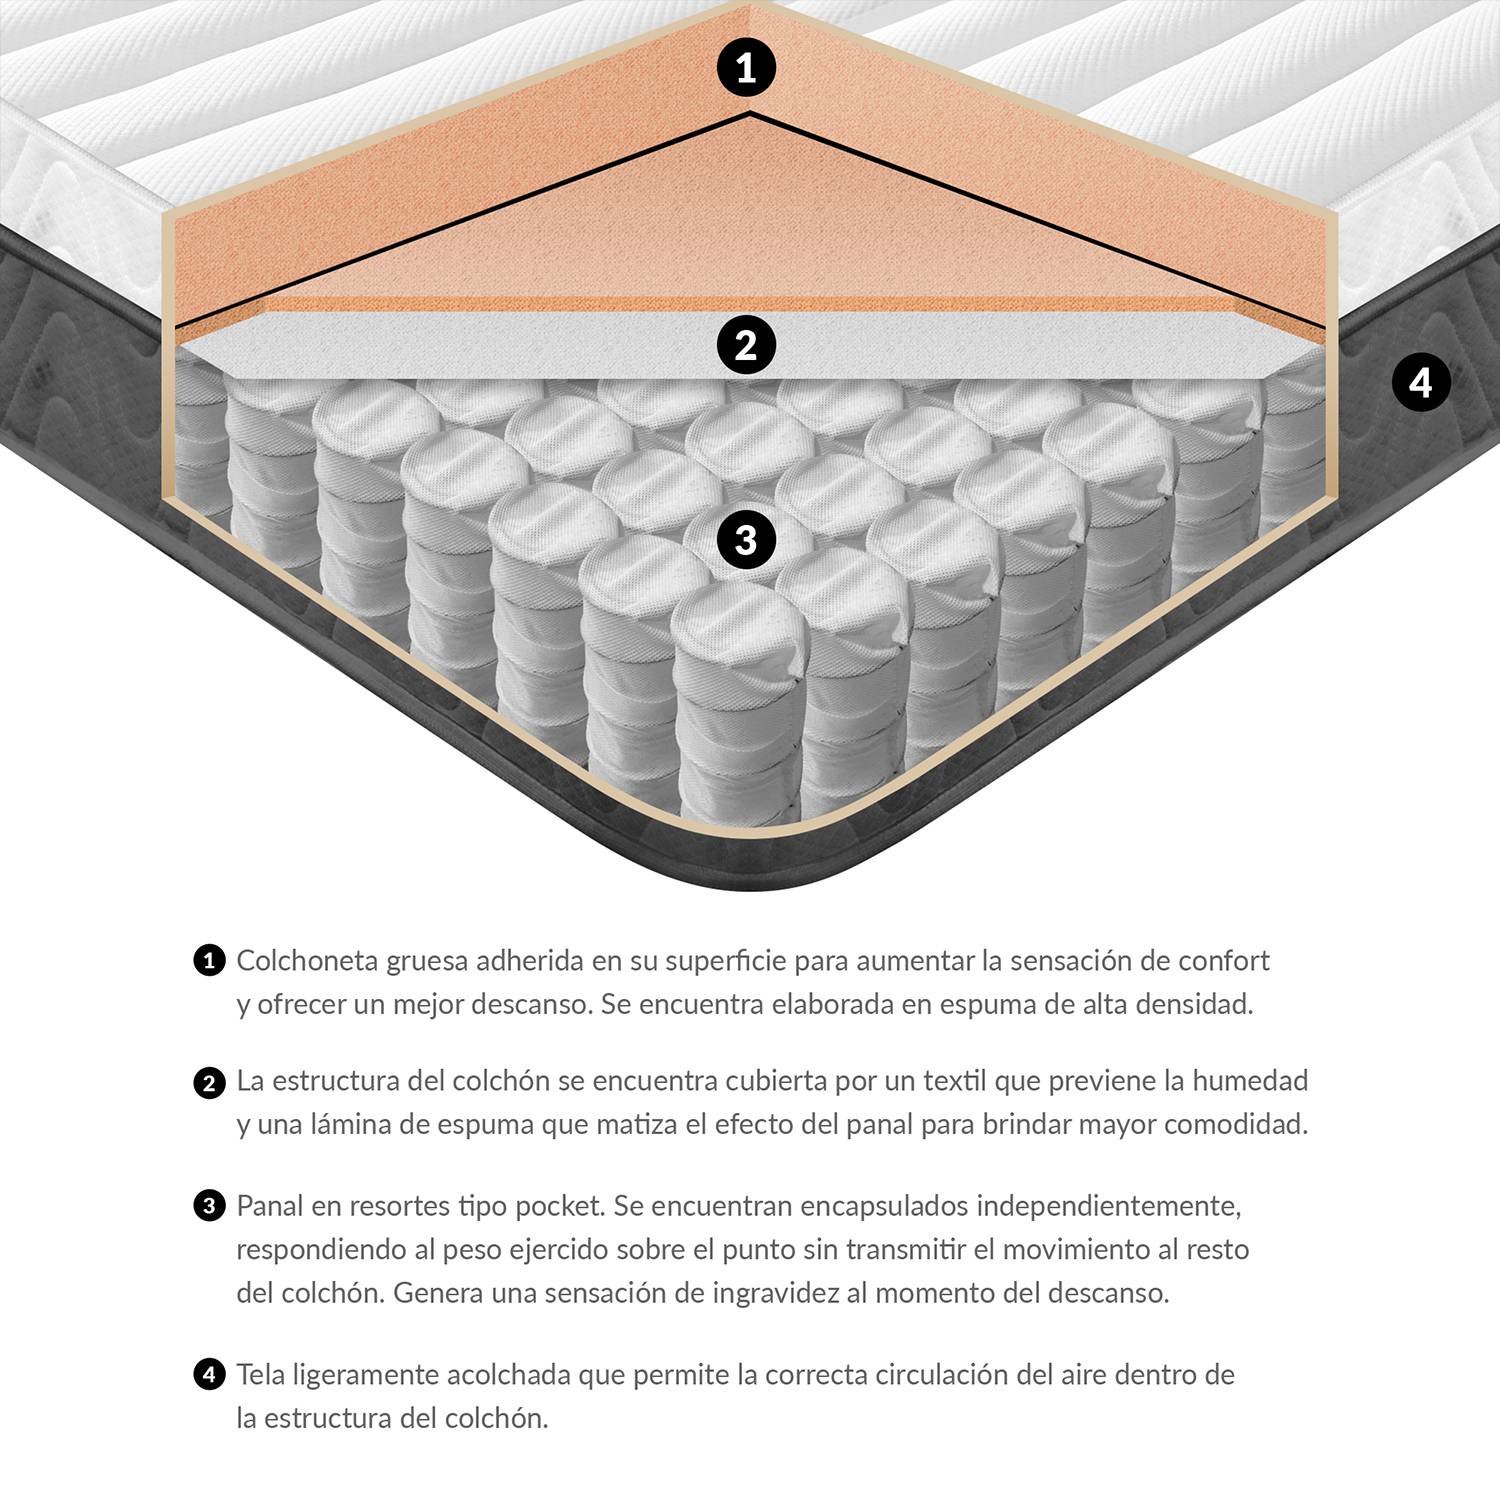 1
2
4
3
1 Colchoneta gruesa adherida en su superficie para aumentar la sensación de confort
y ofrecer un mejor descanso. Se encuentra elaborada en espuma de alta densidad.
2 La estructura del colchón se encuentra cubierta por un textil que previene la humedad
y una lámina de espuma que matiza el efecto del panal para brindar mayor comodidad.
3 Panal en resortes tipo pocket. Se encuentran encapsulados independientemente,
respondiendo al peso ejercido sobre el punto sin transmitir el movimiento al resto
del colchón. Genera una sensación de ingravidez al momento del descanso.
4 Tela ligeramente acolchada que permite la correcta circulación del aire dentro de
la estructura del colchón.